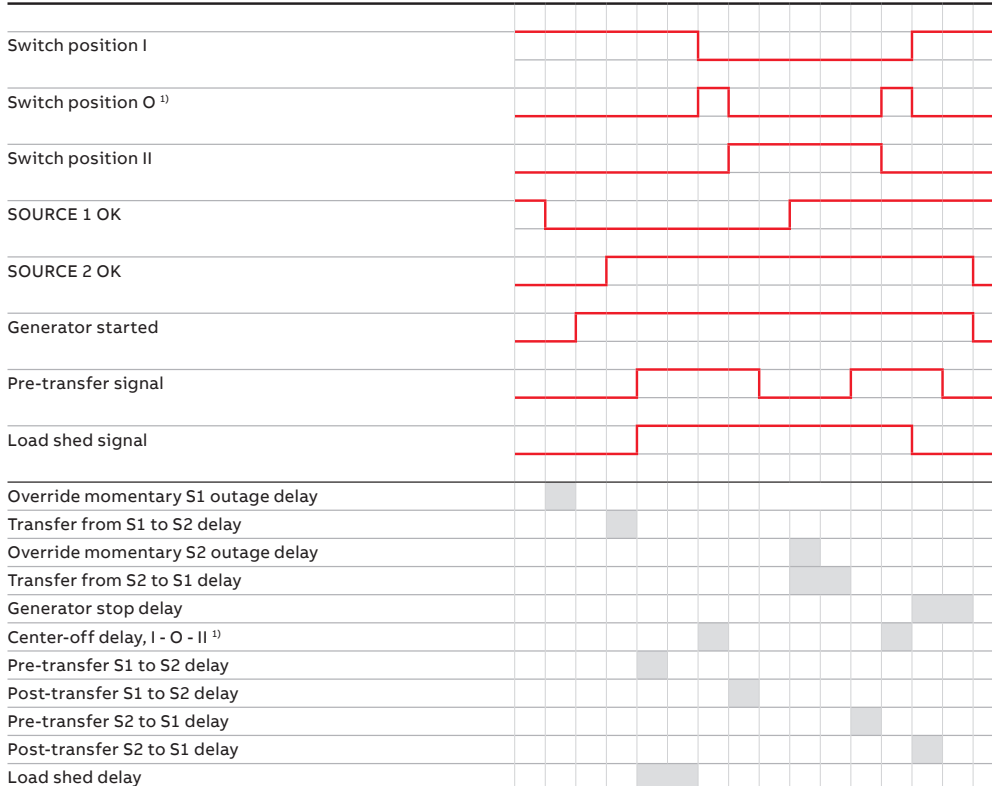 Switch position I
Switch position O ¹⁾
Switch position II
SOURCE 1 OK
SOURCE 2 OK
Generator started
Pre-transfer signal
Load shed signal
Override momentary S1 outage delay
Transfer from S1 to S2 delay
Override momentary S2 outage delay
Transfer from S2 to S1 delay
Generator stop delay
Center-off delay, I - O - II ¹⁾
Pre-transfer S1 to S2 delay
Post-transfer S1 to S2 delay
Pre-transfer S2 to S1 delay
Post-transfer S2 to S1 delay
Load shed delay